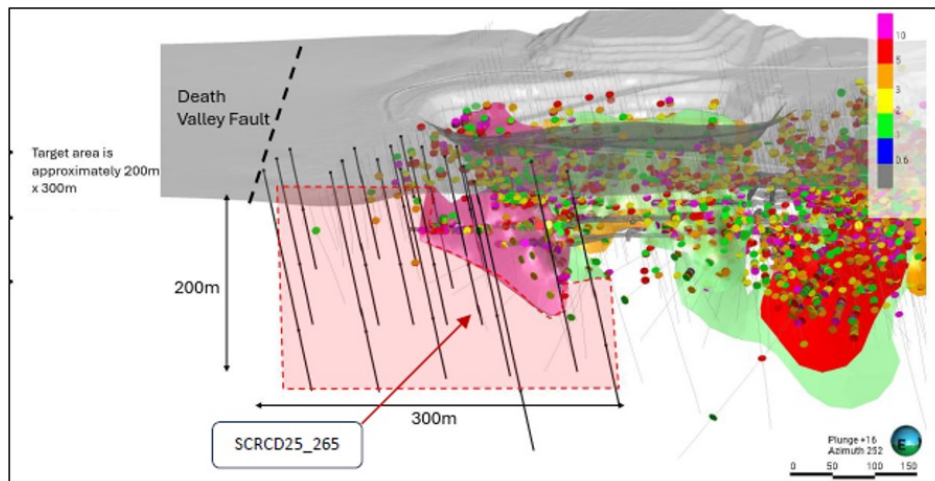 Death
Valley Fault
Target area is
approximately 200m
x 300m
200m
300m
SCRCD25_265
10
5
3
2
1
0.6
Plunge +16
Azimuth 252
E
0 50 100 150